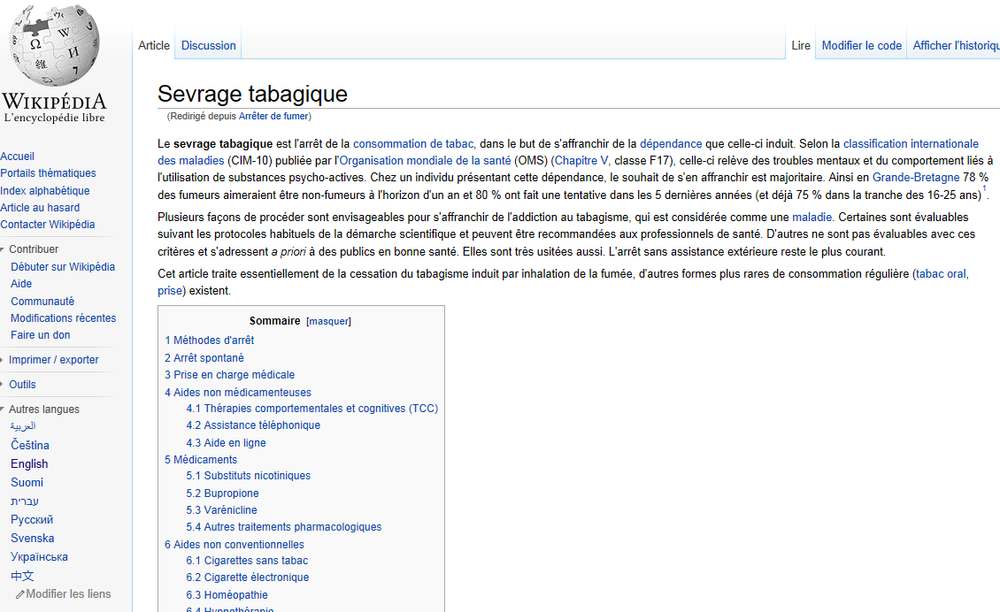 WIKIPÉDIA
L'encyclopédie libre
Accueil
Portails thématiques
Index alphabétique
Article au hasard
Contacter Wikipédia
Contribuer
Débuter sur Wikipédia
Aide
Communauté
Modifications récentes
Faire un don
Imprimer / exporter
Outils
Autres langues
العربية
Čeština
English
Suomi
עברית
Русский
Svenska
Українська
中文
Modifier les liens
Article Discussion Lire Modifier le code Afficher l'historiqu
Sevrage tabagique
(Redirigé depuis Arrêter de fumer)
Le sevrage tabagique est l'arrêt de la consommation de tabac, dans le but de s'affranchir de la dépendance que celle-ci induit. Selon la classification internationale
des maladies (CIM-10) publiée par l'Organisation mondiale de la santé (OMS) (Chapitre V, classe F17), celle-ci relève des troubles mentaux et du comportement liés à
l'utilisation de substances psycho-actives. Chez un individu présentant cette dépendance, le souhait de s'en affranchir est majoritaire. Ainsi en Grande-Bretagne 78 %
des fumeurs aimeraient être non-fumeurs à l'horizon d'un an et 80 % ont fait une tentative dans les 5 dernières années (et déjà 75 % dans la tranche des 16-25 ans)1.
Plusieurs façons de procéder sont envisageables pour s'affranchir de l'addiction au tabagisme, qui est considérée comme une maladie. Certaines sont évaluables
suivant les protocoles habituels de la démarche scientifique et peuvent être recommandées aux professionnels de santé. D'autres ne sont pas évaluables avec ces
critères et s'adressent a priori à des publics en bonne santé. Elles sont très usitées aussi. L'arrêt sans assistance extérieure reste le plus courant.
Cet article traite essentiellement de la cessation du tabagisme induit par inhalation de la fumée, d'autres formes plus rares de consommation régulière (tabac oral,
prise) existent.
Sommaire [masquer]
1 Méthodes d'arrêt
2 Arrêt spontané
3 Prise en charge médicale
4 Aides non médicamenteuses
4.1 Thérapies comportementales et cognitives (TCC)
4.2 Assistance téléphonique
4.3 Aide en ligne
5 Médicaments
5.1 Substituts nicotiniques
5.2 Bupropione
5.3 Varénicline
5.4 Autres traitements pharmacologiques
6 Aides non conventionnelles
6.1 Cigarettes sans tabac
6.2 Cigarette électronique
6.3 Homéopathie
6.4 Hypnothérapie